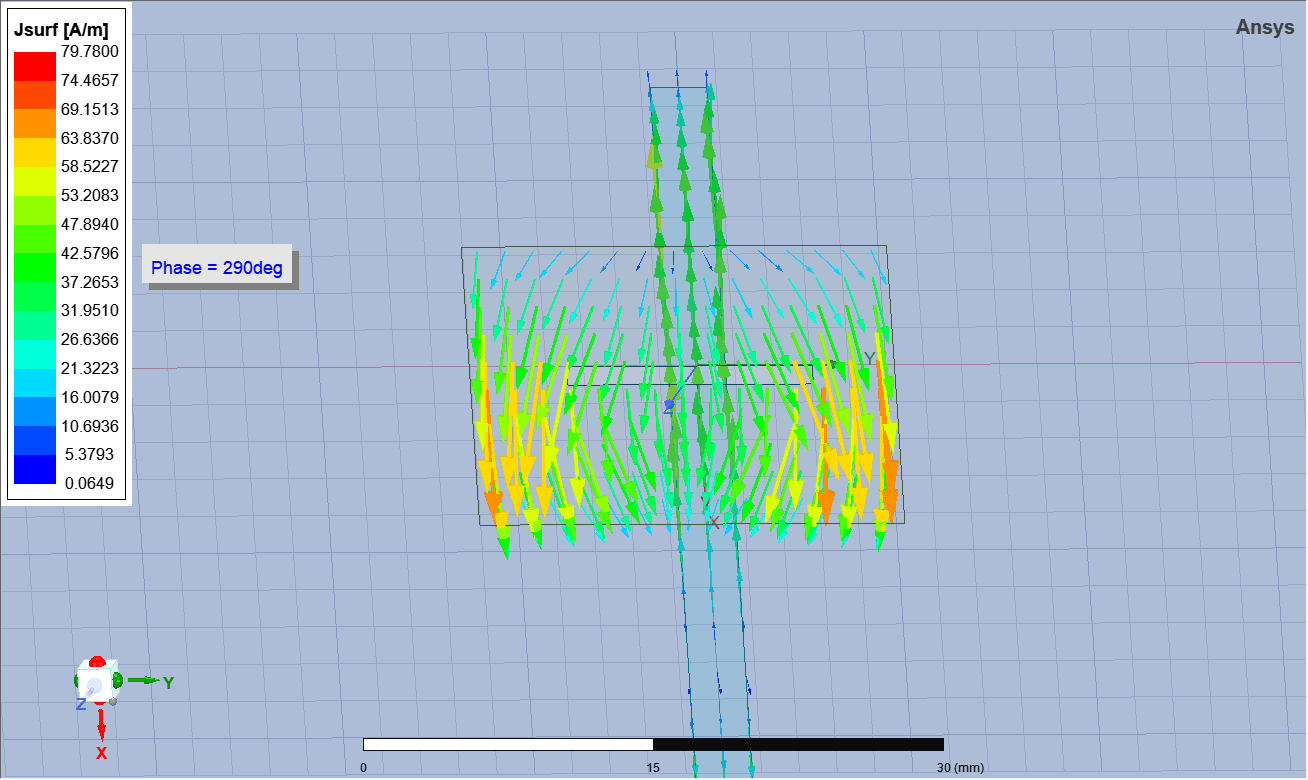 Jsurf [A/m]
79.7800
74.4657
69.1513
63.8370
58.5227
53.2083
47.8940
42.5796
37.2653
31.9510
26.6366
21.3223
16.0079
10.6936
5.3793
0.0649
Ansys
Phase = 290deg
Y
Z
X
Y
Z
X
0 15 30 (mm)